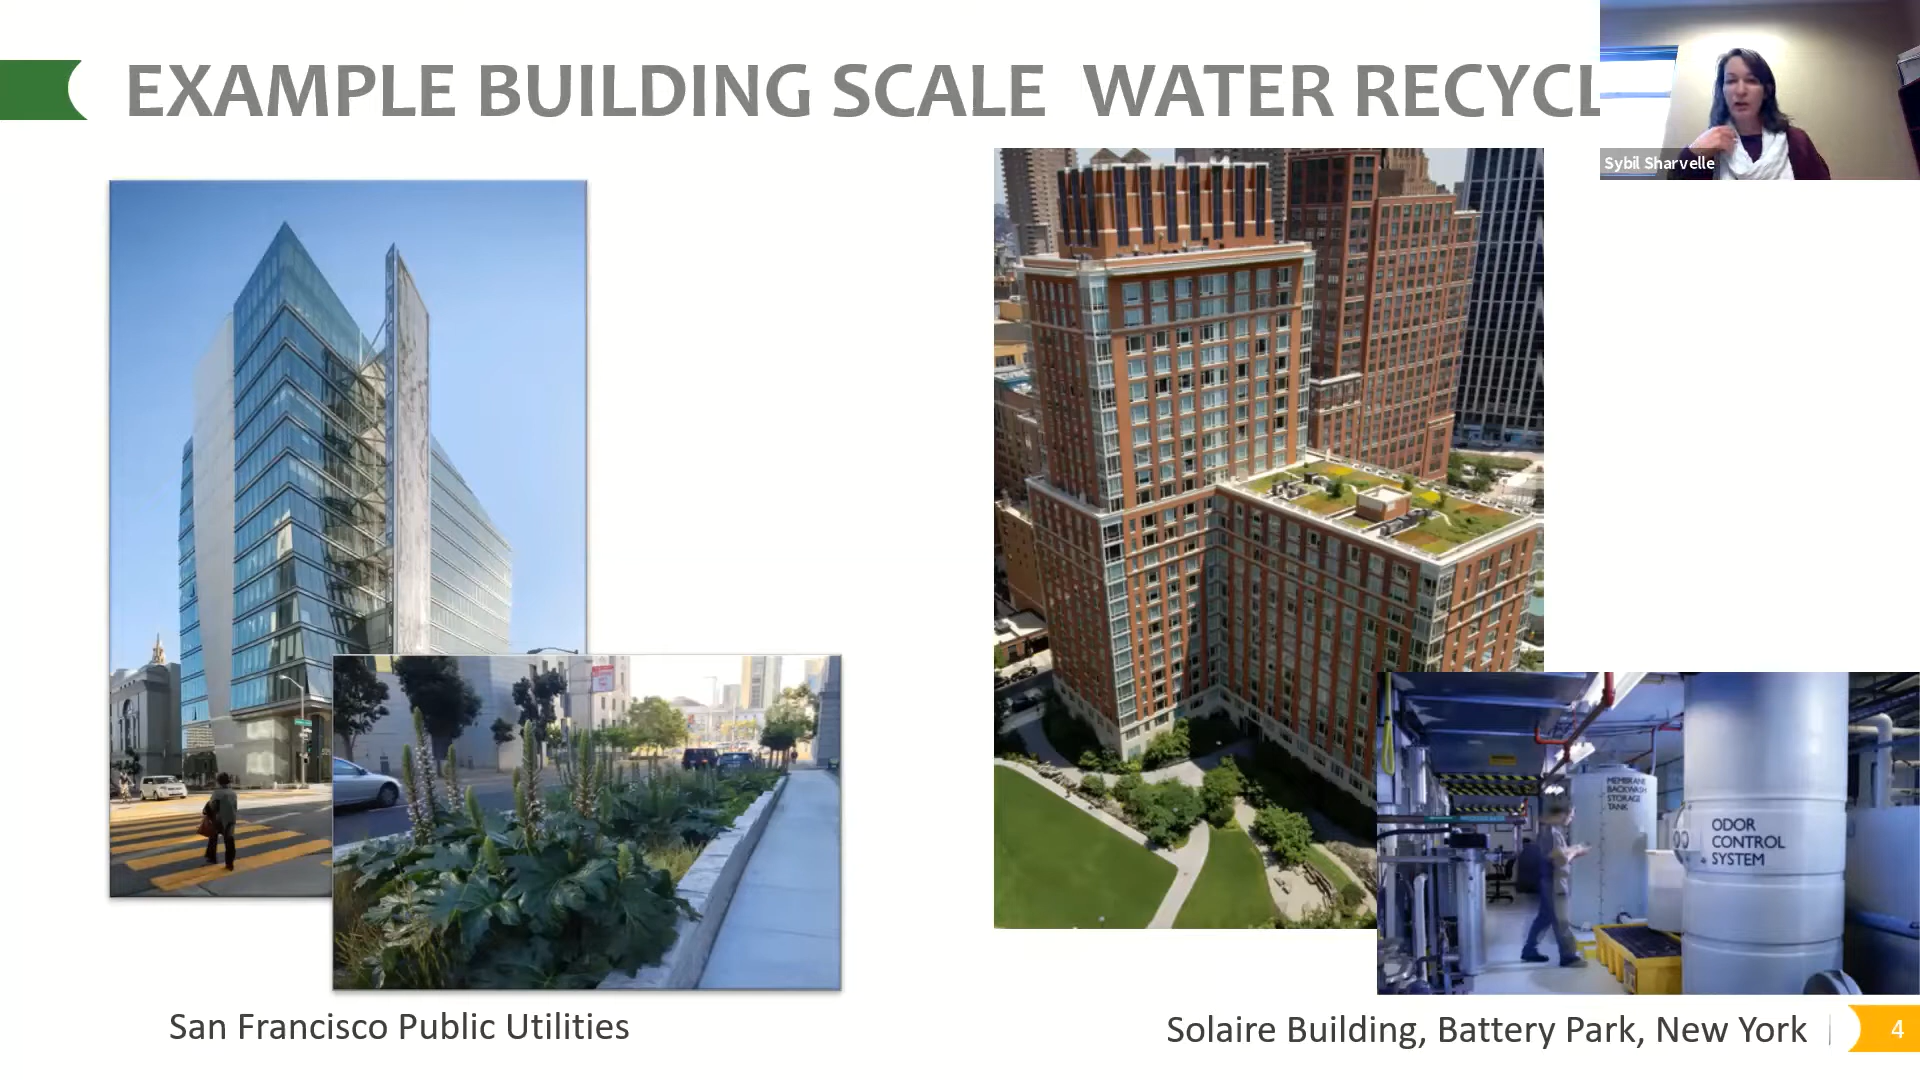 EXAMPLE BUILDING SCALE WATER RECYCL
Sybil Sharvelle
MEMBRANE
BACKWASH
STORAGE
TANK
ODOR
CONTROL
SYSTEM
San Francisco Public Utilities
Solaire Building, Battery Park, New York
4